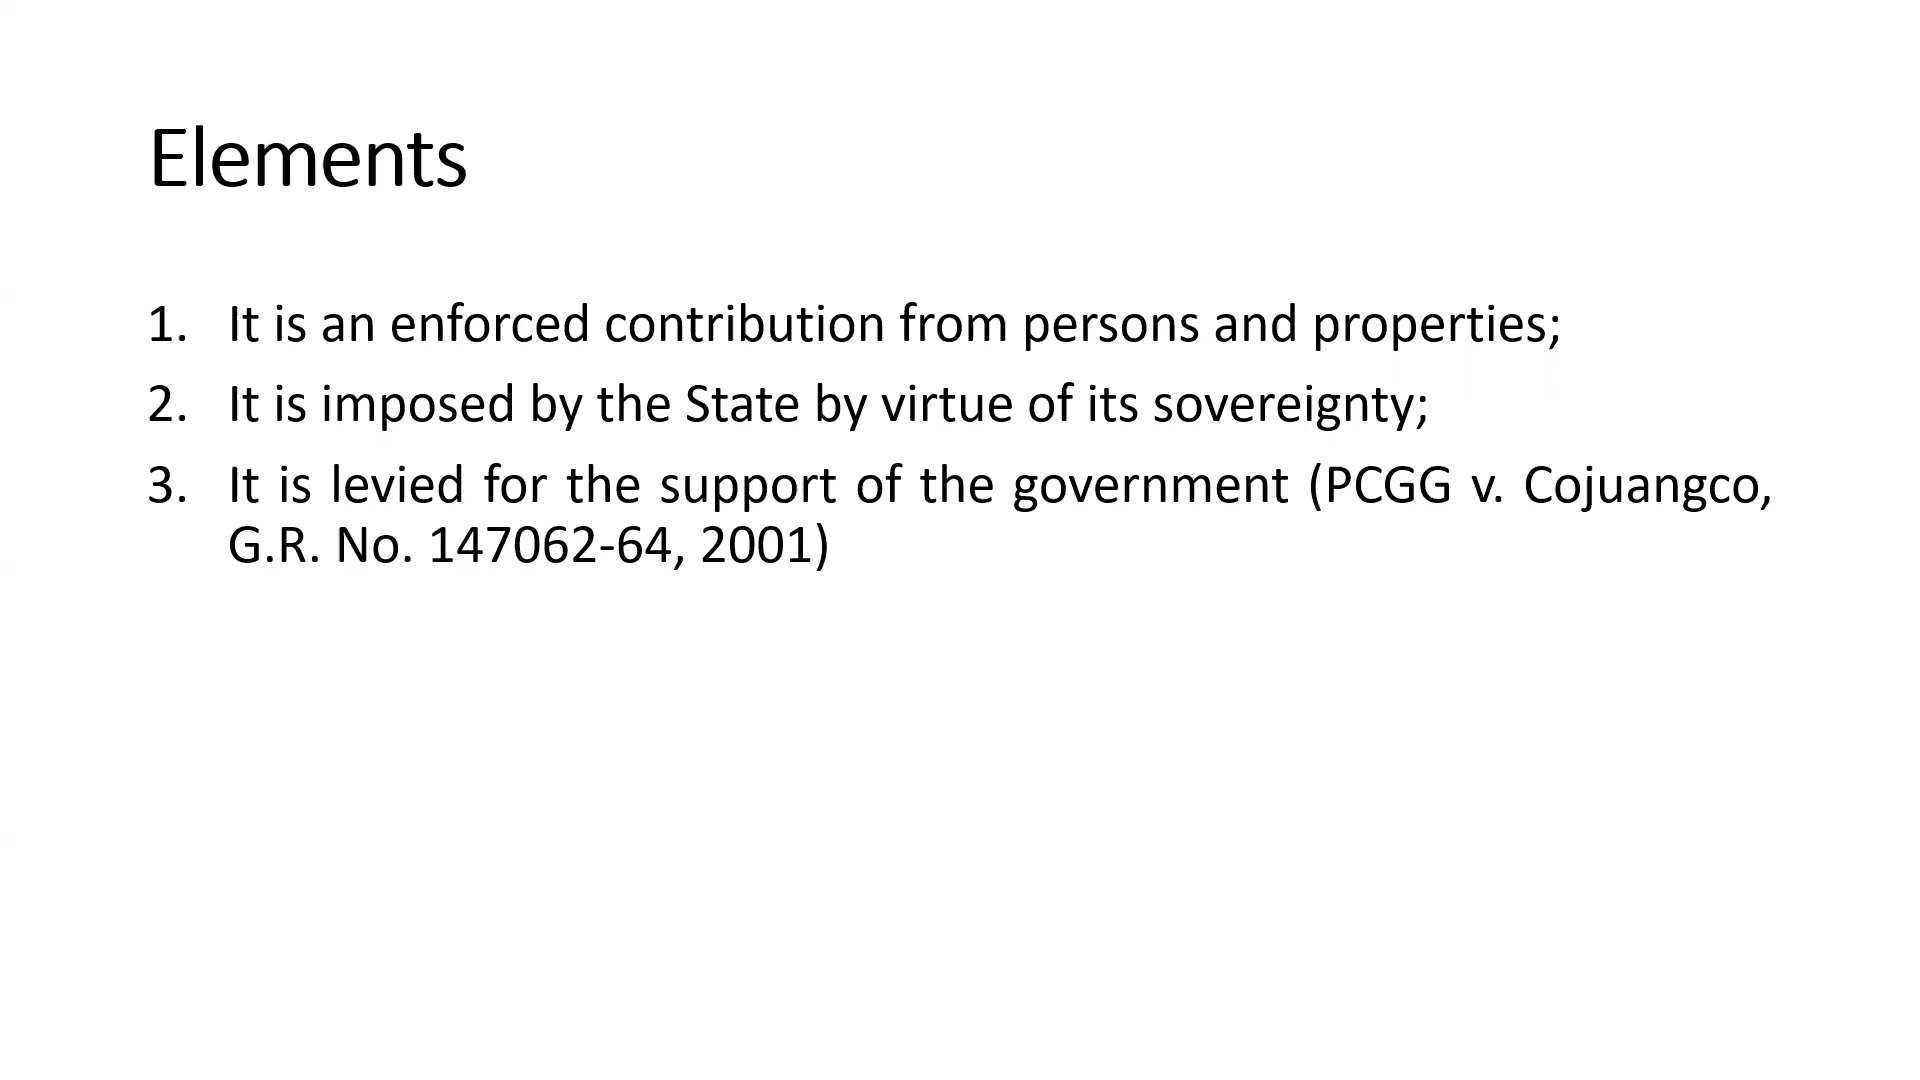 Elements
1. It is an enforced contribution from persons and properties;
2. It is imposed by the State by virtue of its sovereignty;
3. It is levied for the support of the government (PCGG v. Cojuangco,
G.R. No. 147062-64, 2001)